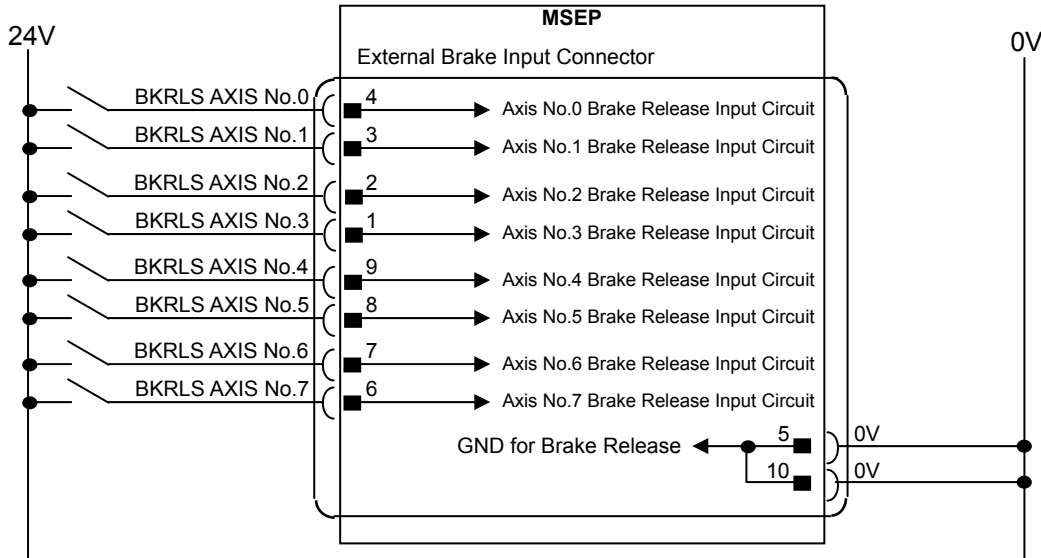 MSEP
24V
0V
External Brake Input Connector
BKRLS AXIS No.0 4 Axis No.0 Brake Release Input Circuit
BKRLS AXIS No.1 3 Axis No.1 Brake Release Input Circuit
BKRLS AXIS No.2 2 Axis No.2 Brake Release Input Circuit
BKRLS AXIS No.3 1 Axis No.3 Brake Release Input Circuit
BKRLS AXIS No.4 9 Axis No.4 Brake Release Input Circuit
BKRLS AXIS No.5 8 Axis No.5 Brake Release Input Circuit
BKRLS AXIS No.6 7 Axis No.6 Brake Release Input Circuit
BKRLS AXIS No.7 6 Axis No.7 Brake Release Input Circuit
GND for Brake Release 5 0V
10 0V